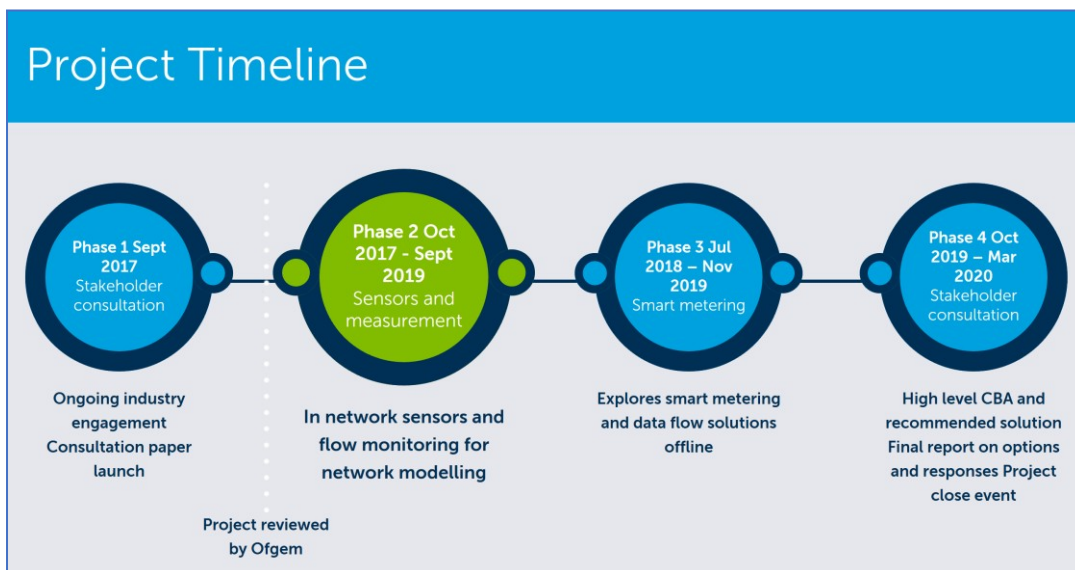 Project Timeline
Phase 1 Sept
2017
Stakeholder
consultation
Ongoing industry
engagement
Consultation paper
launch
Project reviewed
by Ofgem
Phase 2 Oct
2017 - Sept
2019
Sensors and
measurement
In network sensors and
flow monitoring for
network modelling
Phase 3 Jul
2018 – Nov
2019
Smart metering
Explores smart metering
and data flow solutions
offline
Phase 4 Oct
2019 – Mar
2020
Stakeholder
consultation
High level CBA and
recommended solution
Final report on options
and responses Project
close event